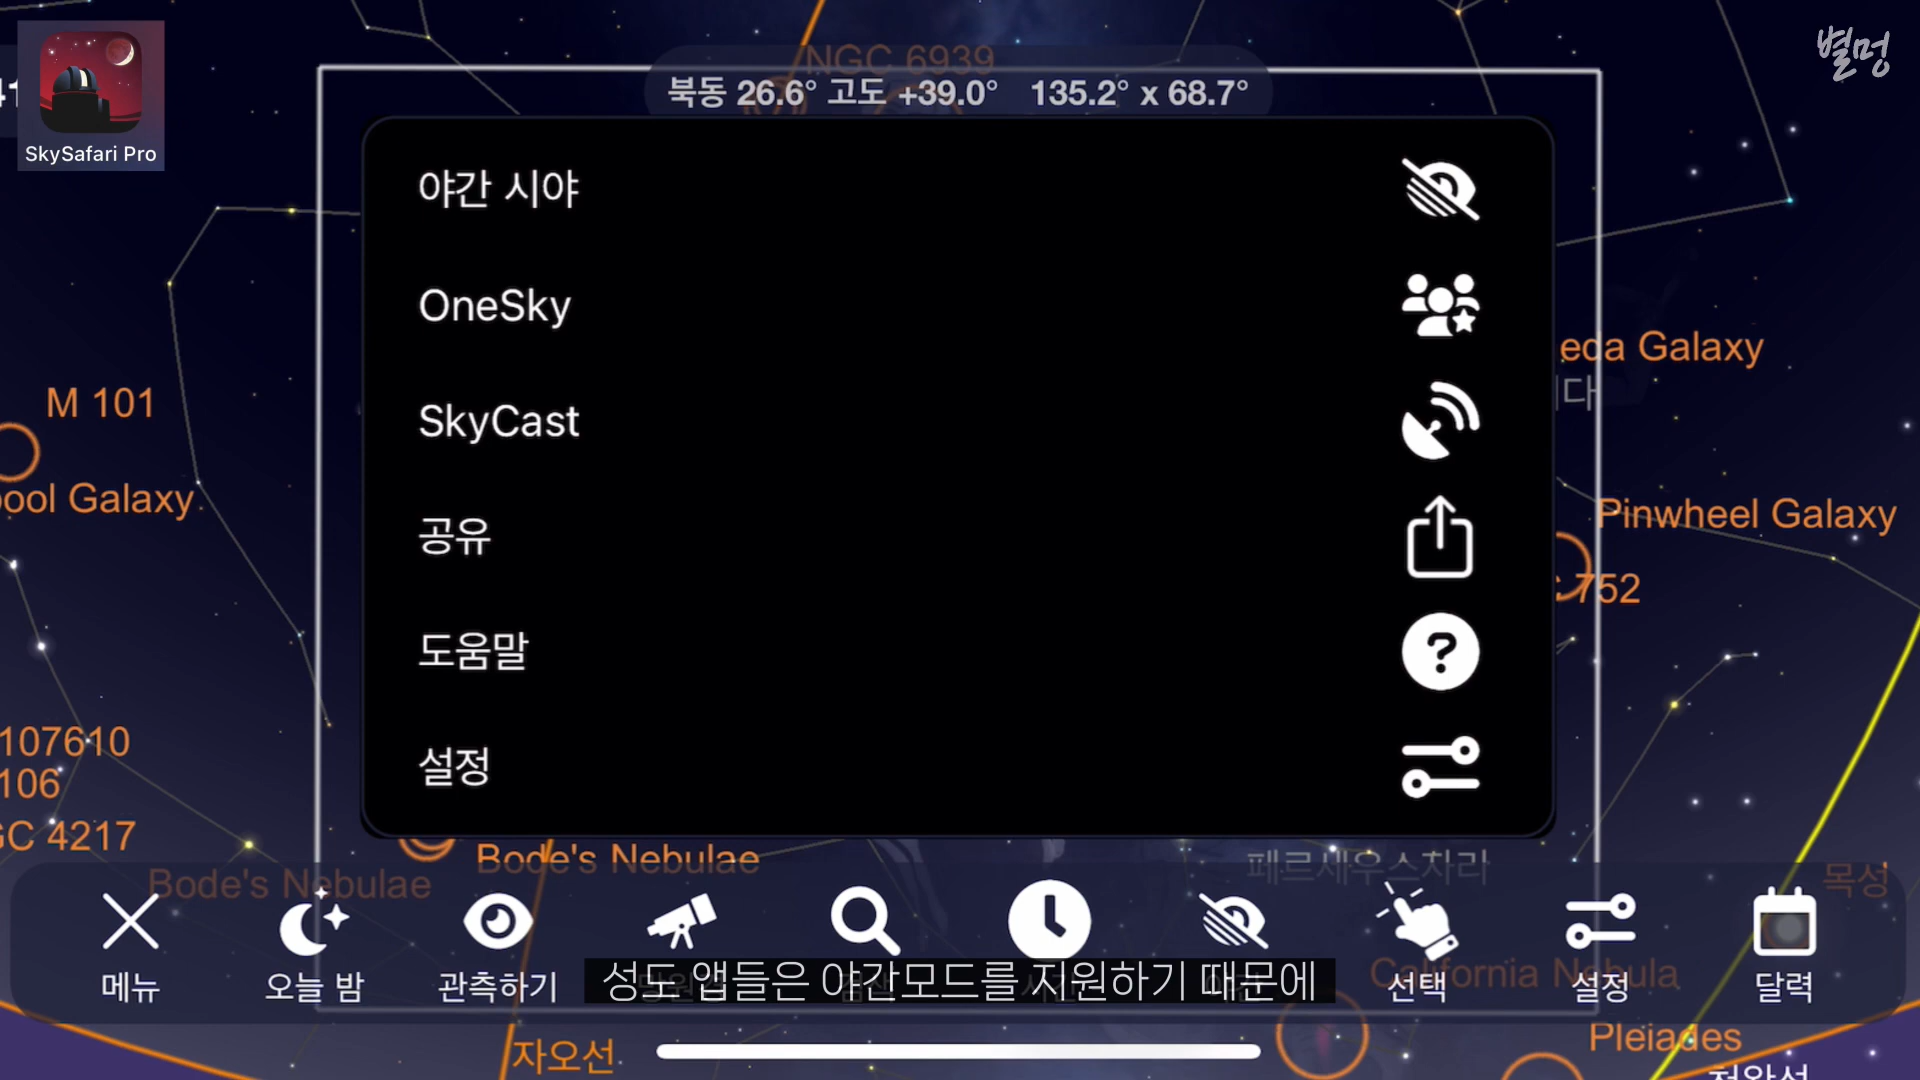 별멍
NGC 6939
북동 26.6° 고도 +39.0° 135.2° x 68.7°
SkySafari Pro
야간 시야
OneSky
SkyCast
공유
도움말
설정
M 101
ool Galaxy
eda Galaxy
Pinwheel Galaxy
752
107610
106
GC 4217
Bode's Nebulae
Bode's Nebulae
페르세우스자리
목성
California Nebula
메뉴
오늘 밤
관측하기
선택
설정
달력
성도 앱들은 야간모드를 지원하기 때문에
자오선
Pleiades